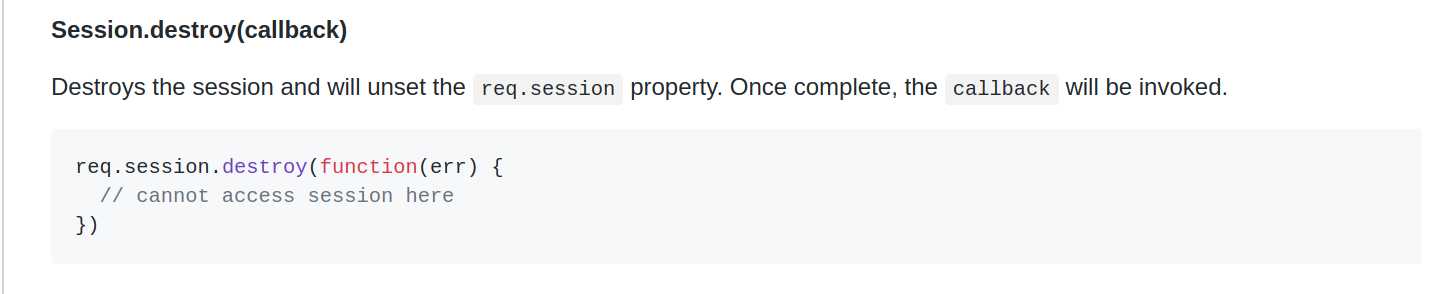 Session.destroy(callback)
Destroys the session and will unset the req.session property. Once complete, the callback will be invoked.
req.session.destroy(function(err) {
  // cannot access session here
})